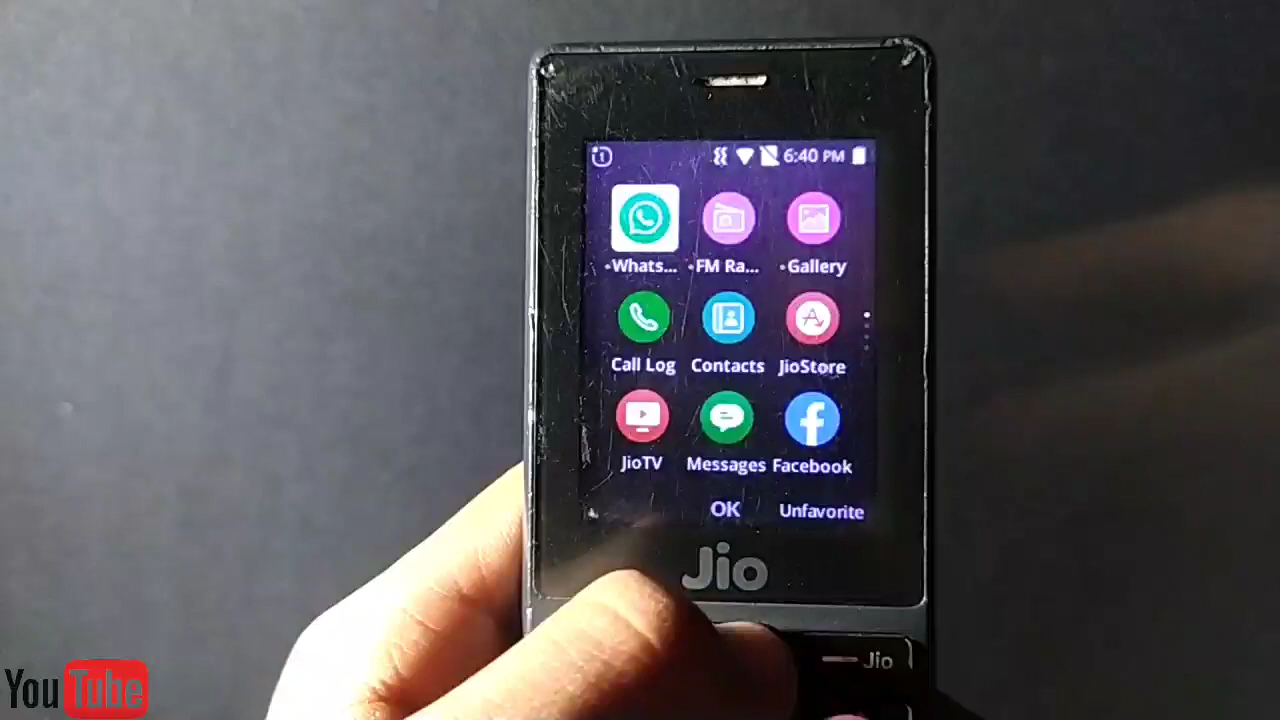 6:40 PM
Whats... FM Ra... Gallery
Call Log Contacts JioStore
JioTV Messages Facebook
OK Unfavorite
Jio
Jio
YouTube